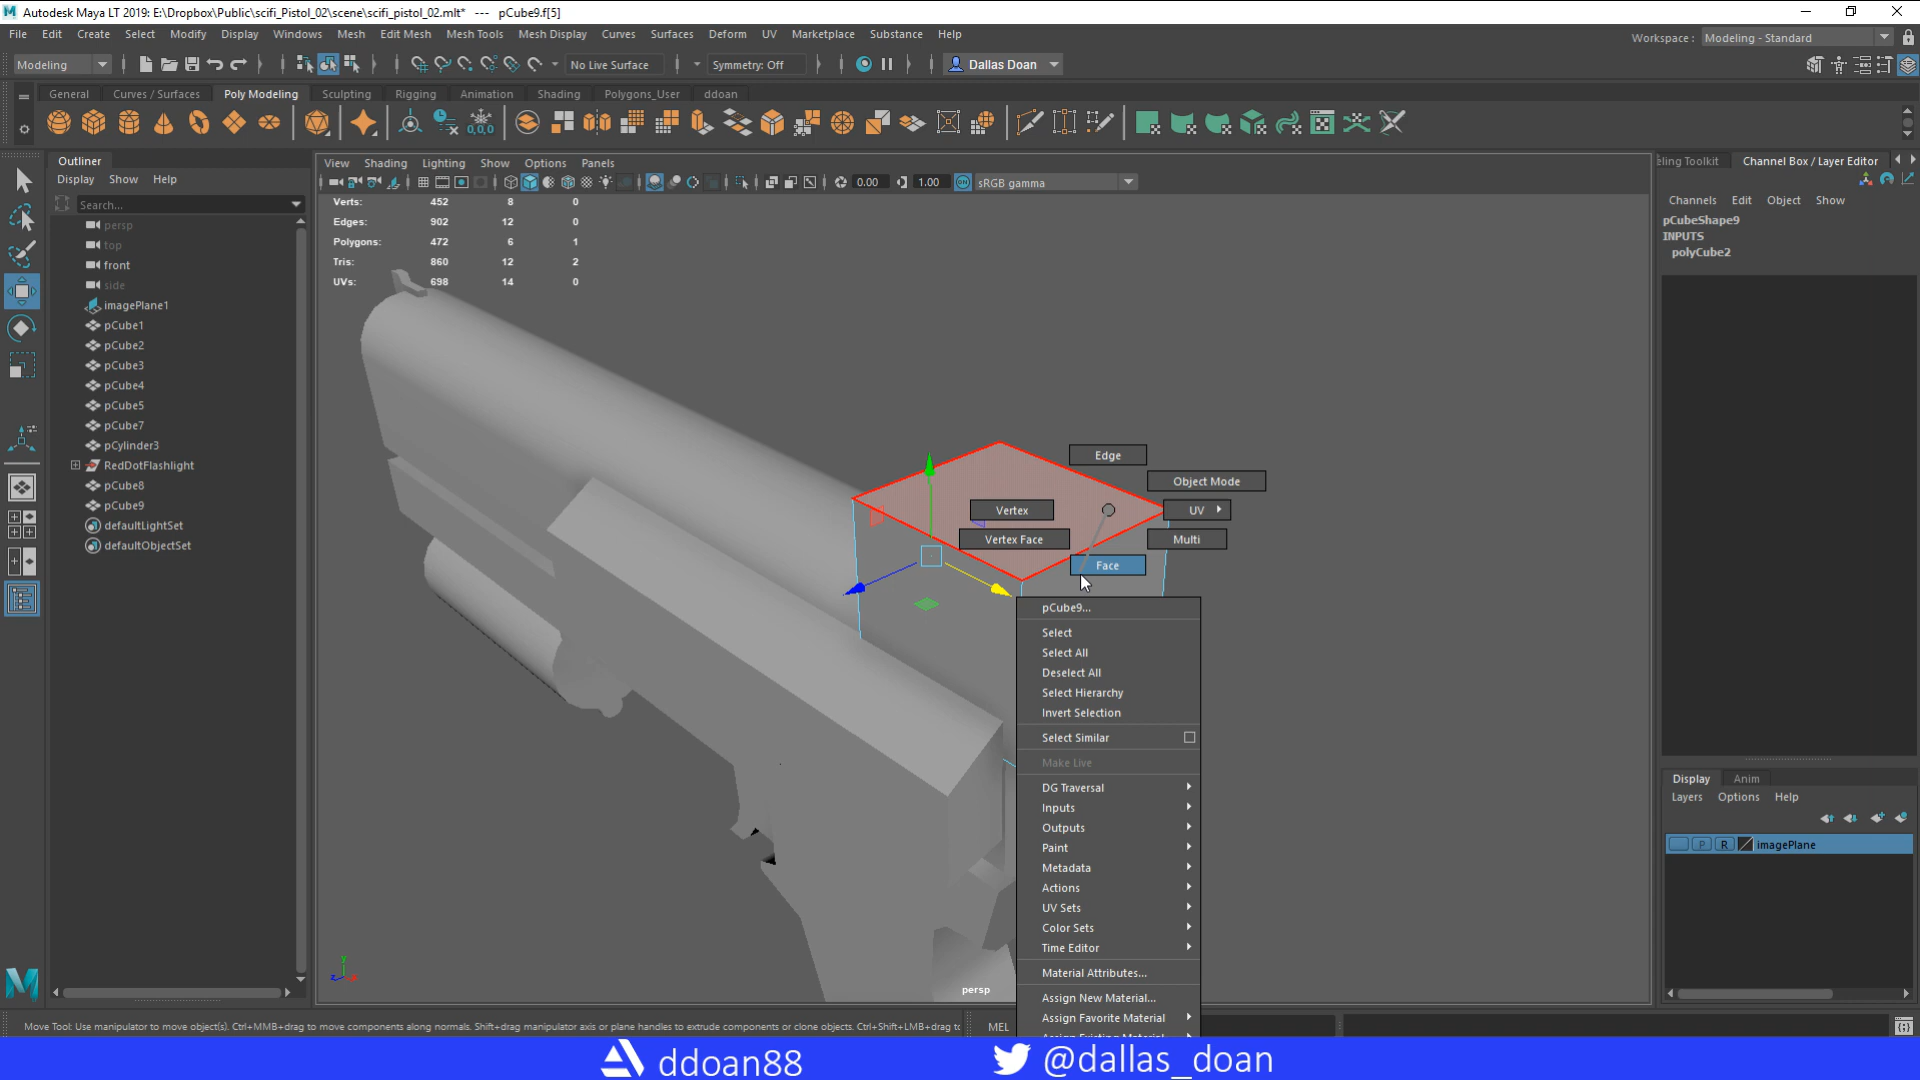 Autodesk Maya LT 2019: E:\Dropbox\Public\scifi_Pistol_02\scene\scifi_pistol_02.mlt* --- pCube9.f[5]
File Edit Create Select Modify Display Windows Mesh Edit Mesh Mesh Tools Mesh Display Curves Surfaces Deform UV Marketplace Substance Help
Workspace : Modeling - Standard
Modeling No Live Surface Symmetry: Off Dallas Doan
General Curves / Surfaces Poly Modeling Sculpting Rigging Animation Shading Polygons_User ddoan
0,0,0
Outliner
Display Show Help
Search...
persp
top
front
side
imagePlane1
pCube1
pCube2
pCube3
pCube4
pCube5
pCube7
pCylinder3
RedDotFlashlight
pCube8
pCube9
defaultLightSet
defaultObjectSet
View Shading Lighting Show Options Panels
0.00 1.00 ON sRGB gamma
Verts: 452 8 0
Edges: 902 12 0
Polygons: 472 6 1
Tris: 860 12 2
UVs: 698 14 0
Edge
Object Mode
Vertex UV
Vertex Face Multi
Face
pCube9...
Select
Select All
Deselect All
Select Hierarchy
Invert Selection
Select Similar
Make Live
DG Traversal
Inputs
Outputs
Paint
Metadata
Actions
UV Sets
Color Sets
Time Editor
Material Attributes...
Assign New Material...
Assign Favorite Material
Assign Existing Material
y
z x
persp
eling Toolkit Channel Box / Layer Editor
Channels Edit Object Show
pCubeShape9
INPUTS
polyCube2
Display Anim
Layers Options Help
P R imagePlane
Move Tool: Use manipulator to move object(s). Ctrl+MMB+drag to move components along normals. Shift+drag manipulator axis or plane handles to extrude components or clone objects. Ctrl+Shift+LMB+drag to
MEL
ddoan88 @dallas_doan